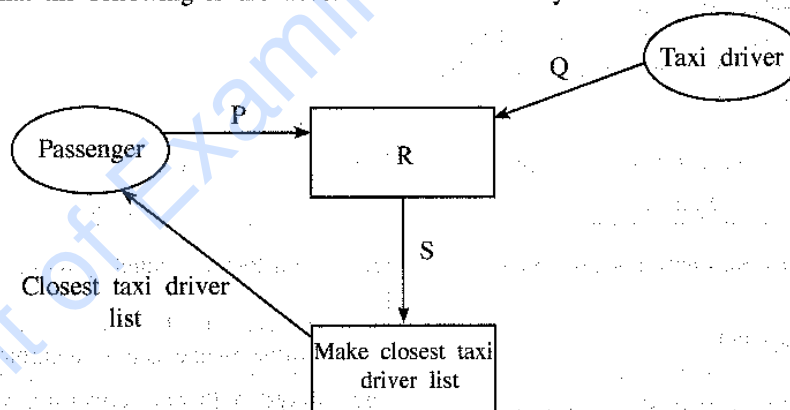 Taxi driver
Q
P
Passenger
R
S
Closest taxi driver
list
Make closest taxi
driver list